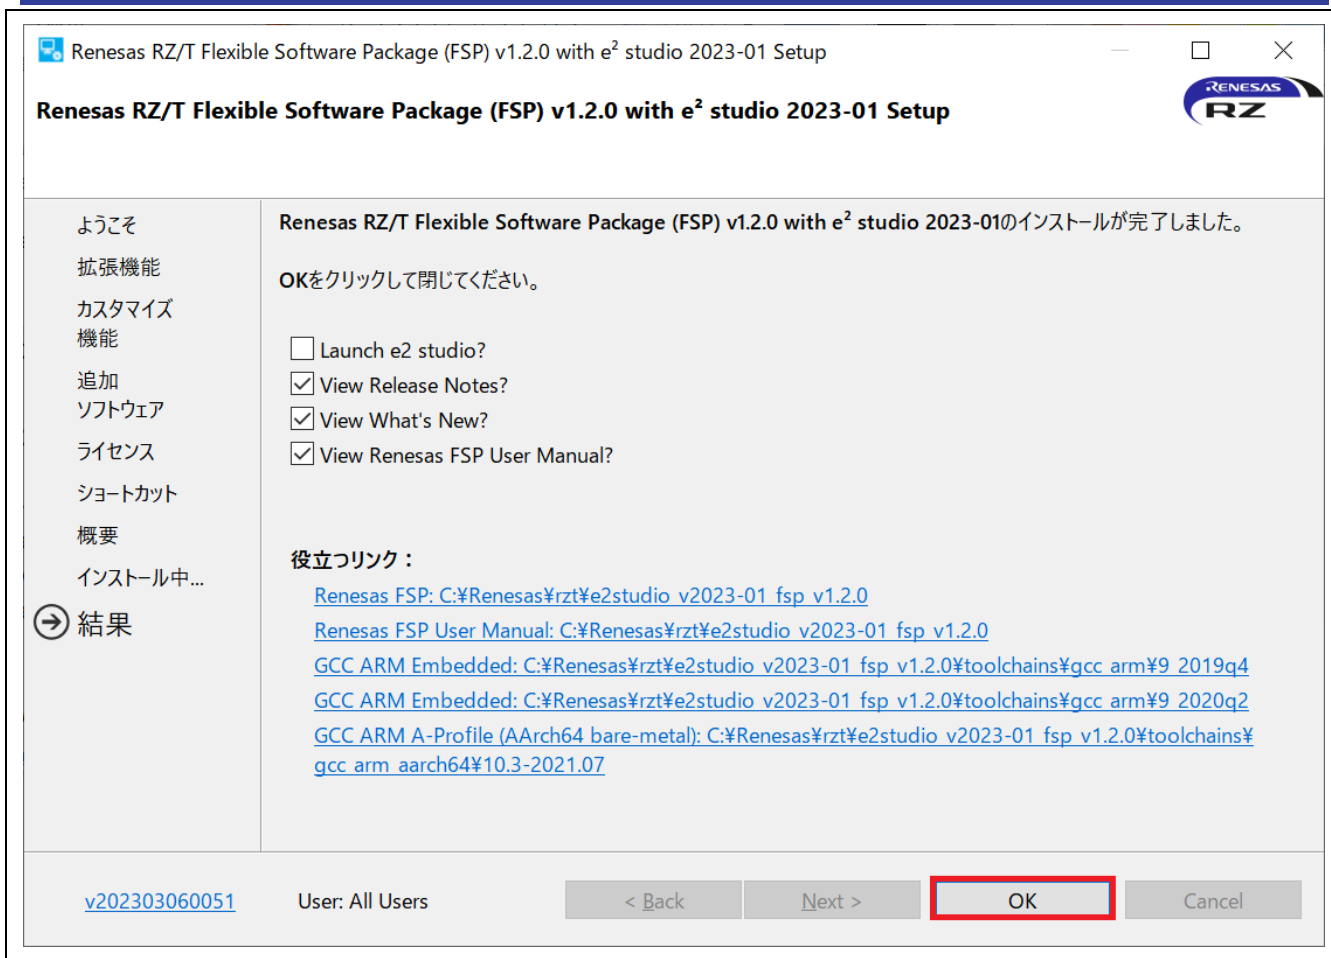 Renesas RZ/T Flexible Software Package (FSP) v1.2.0 with e² studio 2023-01 Setup
RENESAS
RZ
Renesas RZ/T Flexible Software Package (FSP) v1.2.0 with e² studio 2023-01 Setup
ようこそ
拡張機能
カスタマイズ
機能
追加
ソフトウェア
ライセンス
ショートカット
概要
インストール中...
結果
Renesas RZ/T Flexible Software Package (FSP) v1.2.0 with e² studio 2023-01のインストールが完了しました。
OKをクリックして閉じてください。
Launch e2 studio?
View Release Notes?
View What's New?
View Renesas FSP User Manual?
役立つリンク：
Renesas FSP: C:¥Renesas¥rzt¥e2studio_v2023-01_fsp_v1.2.0
Renesas FSP User Manual: C:¥Renesas¥rzt¥e2studio_v2023-01_fsp_v1.2.0
GCC ARM Embedded: C:¥Renesas¥rzt¥e2studio_v2023-01_fsp_v1.2.0¥toolchains¥gcc_arm¥9_2019q4
GCC ARM Embedded: C:¥Renesas¥rzt¥e2studio_v2023-01_fsp_v1.2.0¥toolchains¥gcc_arm¥9_2020q2
GCC ARM A-Profile (AArch64 bare-metal): C:¥Renesas¥rzt¥e2studio_v2023-01_fsp_v1.2.0¥toolchains¥
gcc_arm_aarch64¥10.3-2021.07
v202303060051
User: All Users
< Back
Next >
OK
Cancel